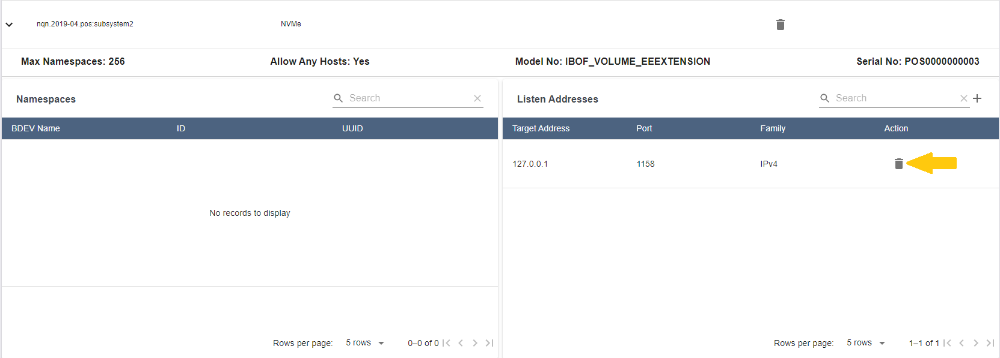 nqn.2019-04.pos:subsystem2 NVMe
Max Namespaces: 256 Allow Any Hosts: Yes Model No: IBOF_VOLUME_EEEXTENSION Serial No: POS0000000003
Namespaces Search
BDEV Name ID UUID
No records to display
Rows per page: 5 rows 0–0 of 0
Listen Addresses Search
Target Address Port Family Action
127.0.0.1 1158 IPv4
Rows per page: 5 rows 1–1 of 1